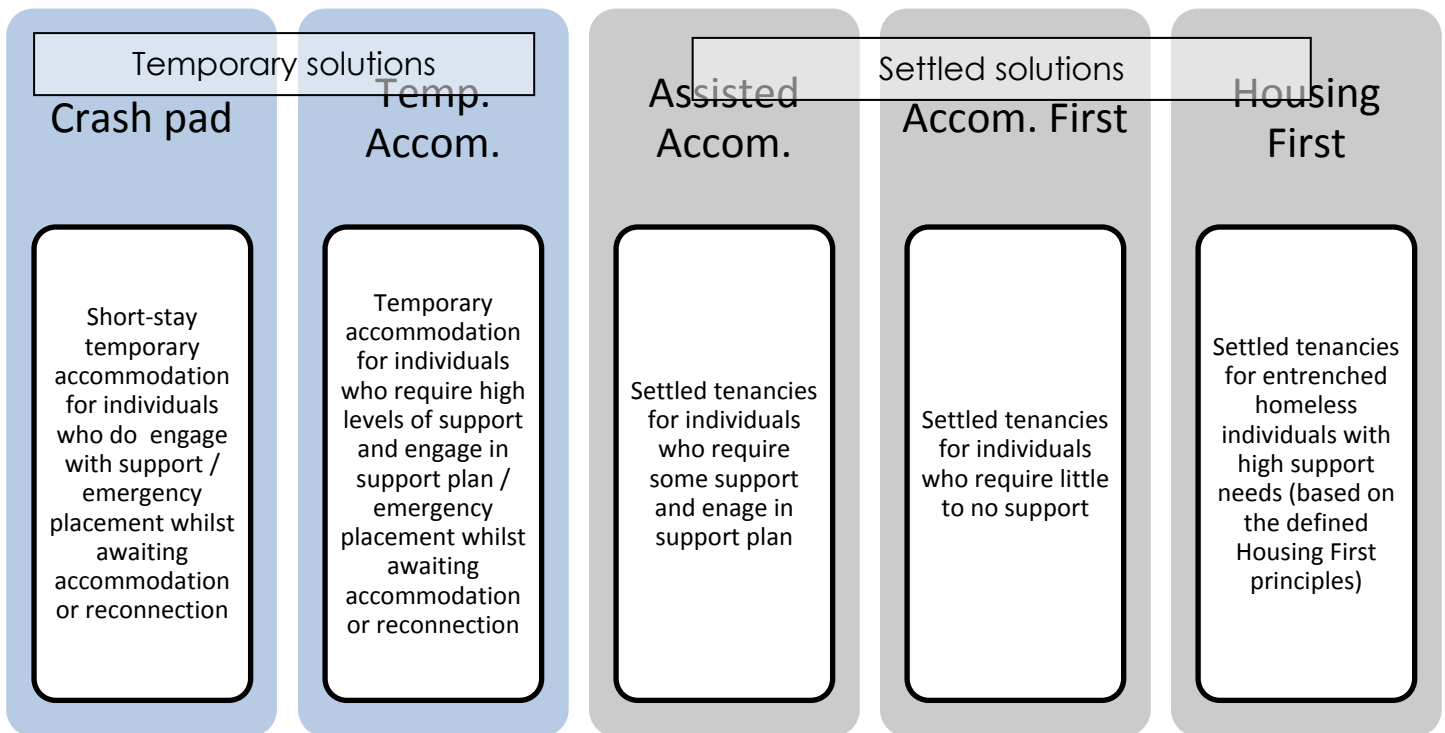 Temporary solutions
Settled solutions
Crash pad
Temp.
Accom.
Assisted
Accom.
Accom. First
Housing
First
Short-stay
temporary
accommodation
for individuals
who do  engage
with support /
emergency
placement whilst
awaiting
accommodation
or reconnection
Temporary
accommodation
for individuals
who require high
levels of support
and engage in
support plan /
emergency
placement whilst
awaiting
accommodation
or reconnection
Settled tenancies
for individuals
who require
some support
and enage in
support plan
Settled tenancies
for individuals
who require little
to no support
Settled tenancies
for entrenched
homeless
individuals with
high support
needs (based on
the defined
Housing First
principles)